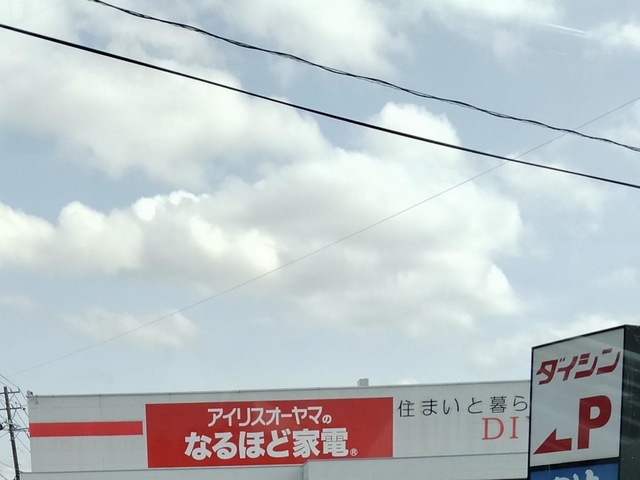 アイリスオーヤマの
なるほど家電®
住まいと暮ら
DI
ダイシン
P